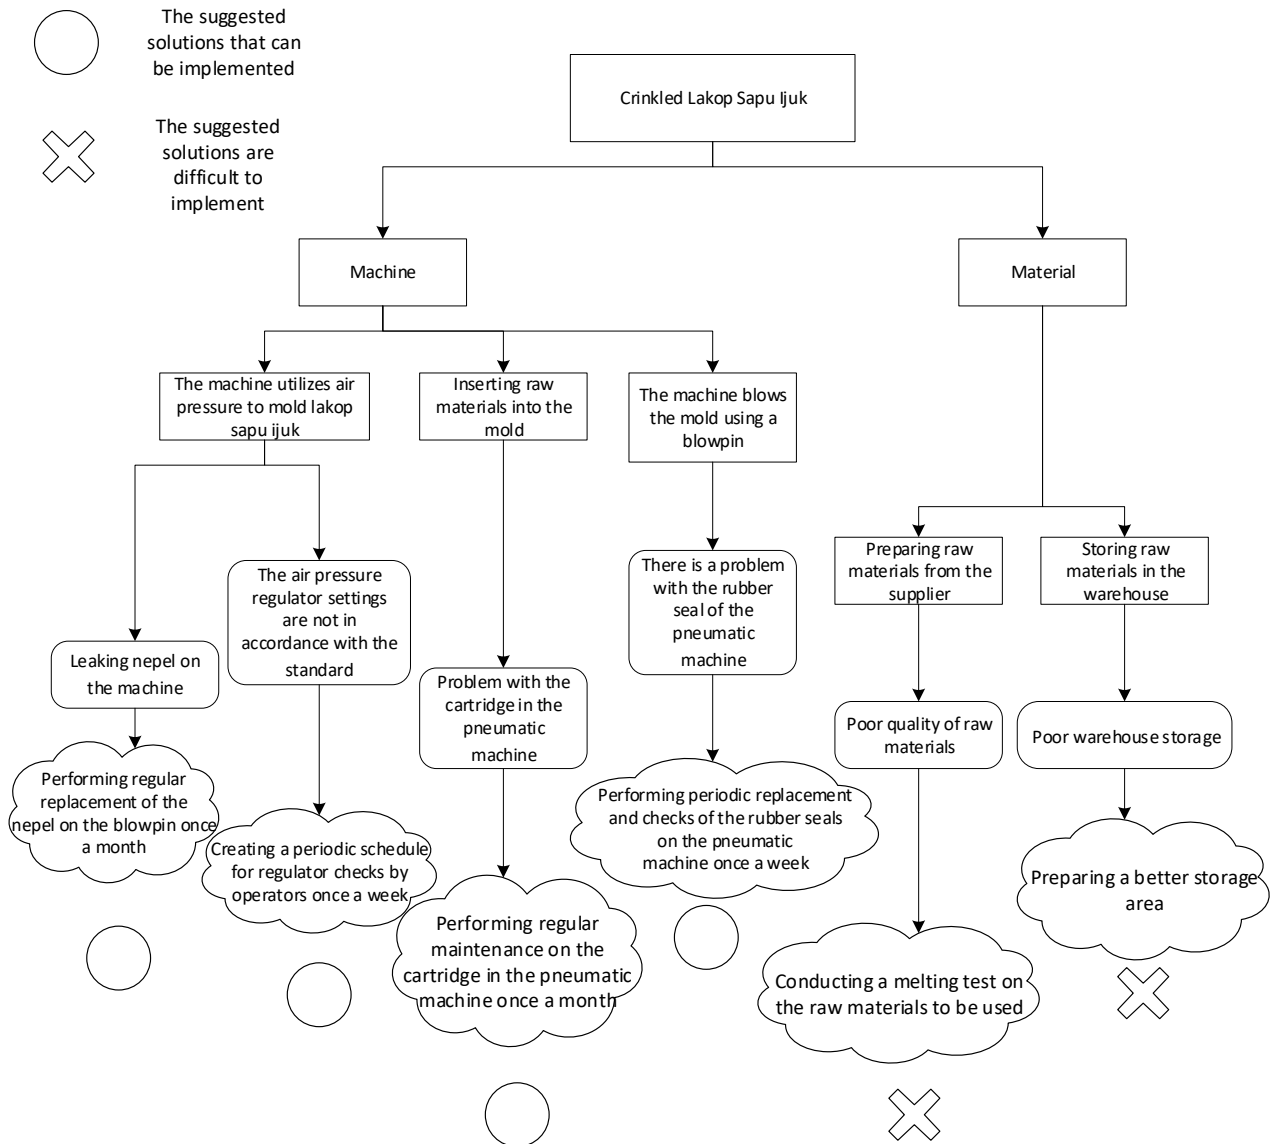 The suggested
solutions that can
be implemented
The suggested
solutions are
difficult to
implement
Crinkled Lakop Sapu Ijuk
Machine
Material
The machine utilizes air
pressure to mold lakop
sapu ijuk
Inserting raw
materials into the
mold
The machine blows
the mold using a
blowpin
Preparing raw
materials from the
supplier
Storing raw
materials in the
warehouse
Leaking nepel on
the machine
The air pressure
regulator settings
are not in
accordance with the
standard
Problem with the
cartridge in the
pneumatic
machine
There is a problem
with the rubber
seal of the
pneumatic
machine
Poor quality of raw
materials
Poor warehouse storage
Performing regular
replacement of the
nepel on the blowpin once
a month
Creating a periodic schedule
for regulator checks by
operators once a week
Performing regular
maintenance on the
cartridge in the pneumatic
machine once a month
Performing periodic replacement
and checks of the rubber seals
on the pneumatic
machine once a week
Conducting a melting test on
the raw materials to be used
Preparing a better storage
area